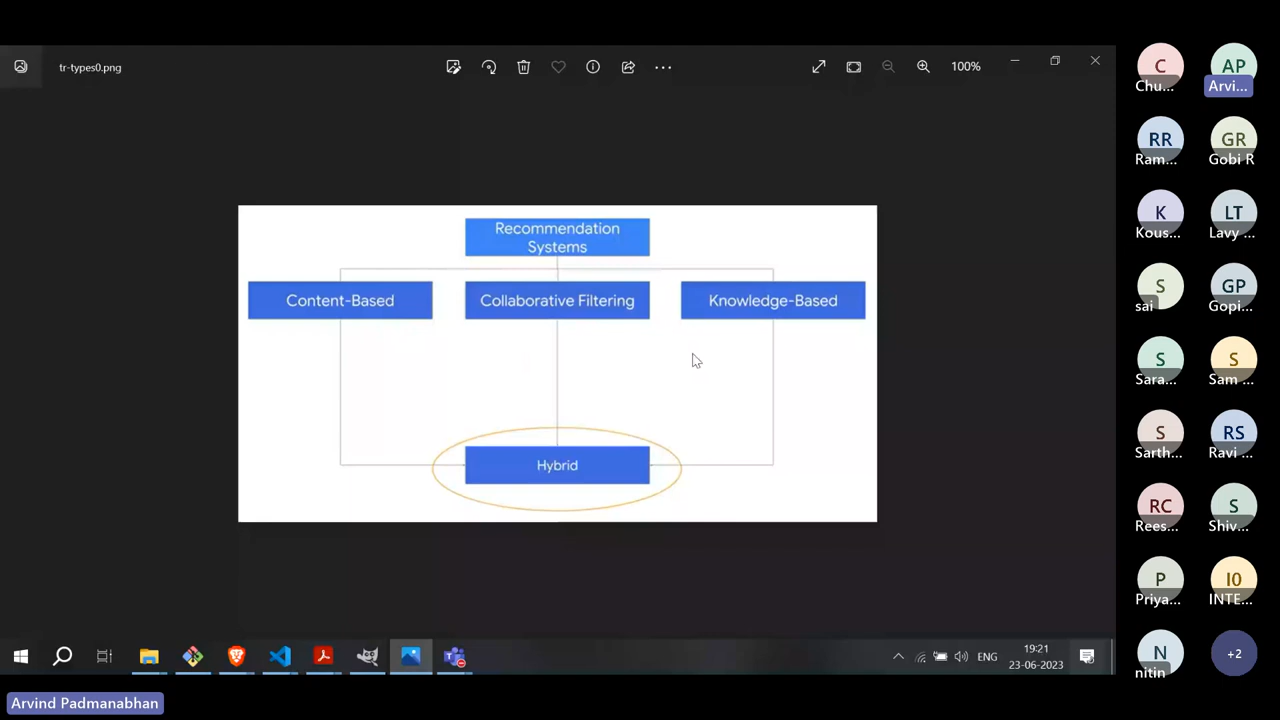 tr-types0.png
100%
Recommendation
Systems
Content-Based
Collaborative Filtering
Knowledge-Based
Hybrid
C
Chu...
AP
Arvi...
RR
Ram...
GR
Gobi R
K
Kous...
LT
Lavy ...
S
sai
GP
Gopi...
S
Sara...
S
Sam ...
S
Sarth...
RS
Ravi ...
RC
Rees...
S
Shiv...
P
Priya...
I0
INTE...
N
nitin
+2
ENG
19:21
23-06-2023
Arvind Padmanabhan